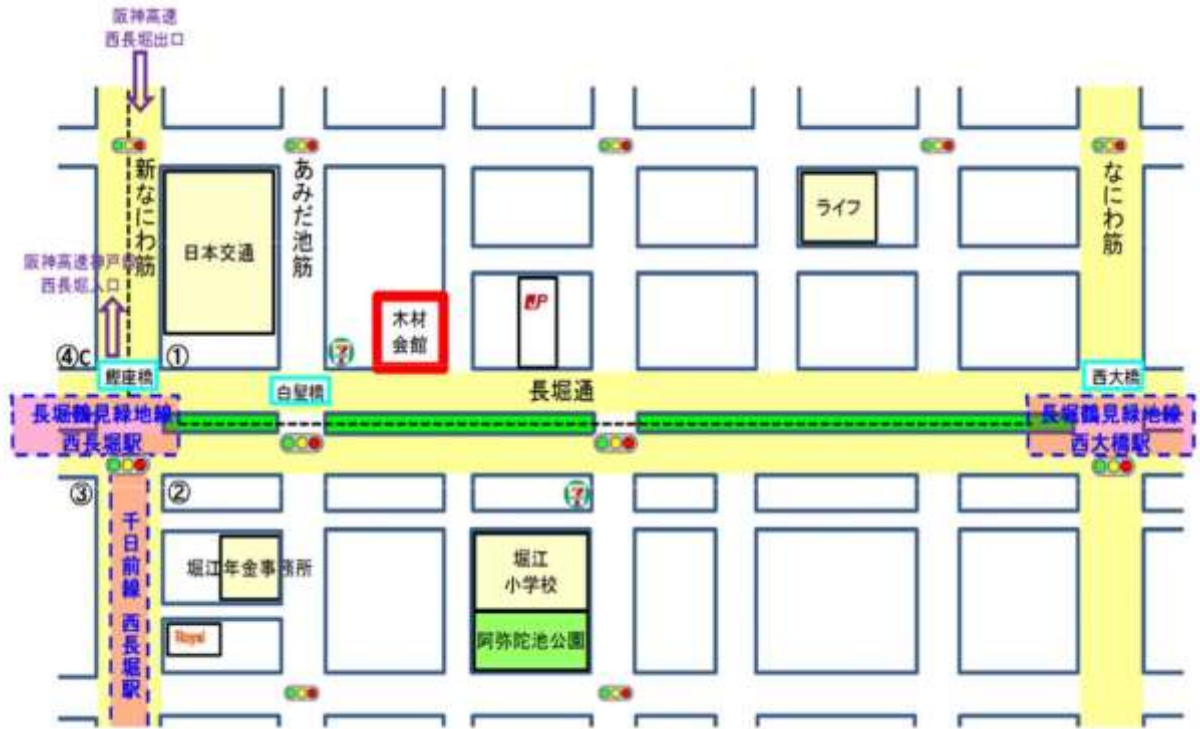 阪神高速
西長堀出口
新なにわ筋
あみだ池筋
なにわ筋
日本交通
ライフ
阪神高速神戸
西長堀入口
P
木材
会館
7
④c
①
鰹座橋
白髪橋
長堀通
西大橋
長堀鶴見緑地線
西長堀駅
長堀鶴見緑地線
西大橋駅
③
②
7
千日前線 西長堀駅
堀江年金事務所
堀江
小学校
Royal
阿弥陀池公園